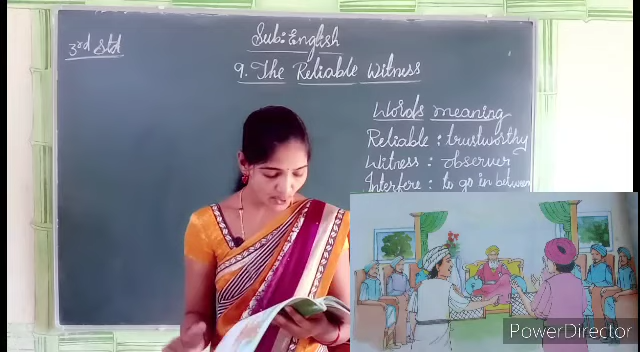 3rd Std
Sub: English
9. The Reliable Witness
Words meaning
Reliable : trustworthy
Witness : observer
Interfere : to go in between
PowerDirector